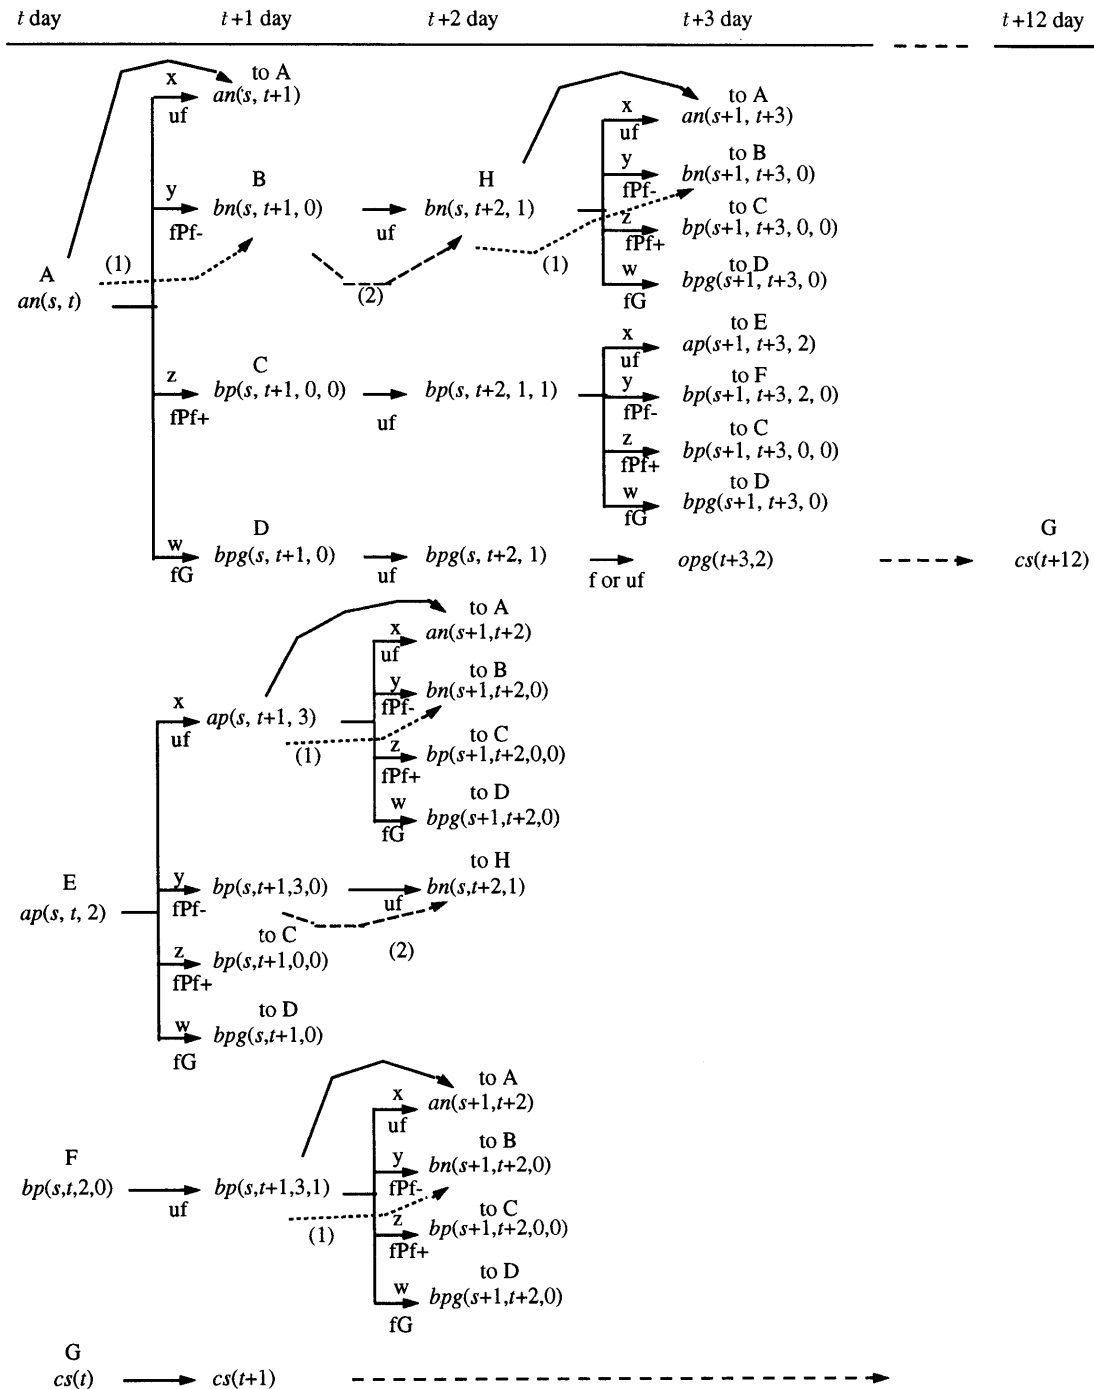 t day t+1 day t+2 day t+3 day t+12 day
x to A
uf an(s, t+1)
x to A
uf an(s+1, t+3)
y B
fPf- bn(s, t+1, 0)
uf
H
bn(s, t+2, 1)
y to B
fPf- bn(s+1, t+3, 0)
z to C
fPf+ bp(s+1, t+3, 0, 0)
w to D
fG bpg(s+1, t+3, 0)
A
an(s, t)
(1)
(2)
(1)
z C
fPf+ bp(s, t+1, 0, 0)
uf
bp(s, t+2, 1, 1)
x to E
uf ap(s+1, t+3, 2)
y to F
fPf- bp(s+1, t+3, 2, 0)
z to C
fPf+ bp(s+1, t+3, 0, 0)
w to D
fG bpg(s+1, t+3, 0)
w D
fG bpg(s, t+1, 0)
uf
bpg(s, t+2, 1)
f or uf
opg(t+3,2)
G
cs(t+12)
x to A
uf an(s+1,t+2)
x
uf
ap(s, t+1, 3)
y to B
fPf- bn(s+1,t+2,0)
(1)
z to C
fPf+ bp(s+1,t+2,0,0)
w to D
fG bpg(s+1,t+2,0)
E
ap(s, t, 2)
y
fPf- bp(s,t+1,3,0)
uf
to H
bn(s,t+2,1)
(2)
z to C
fPf+ bp(s,t+1,0,0)
w to D
fG bpg(s,t+1,0)
x to A
uf an(s+1,t+2)
F
bp(s,t,2,0)
uf
bp(s,t+1,3,1)
y to B
fPf- bn(s+1,t+2,0)
(1)
z to C
fPf+ bp(s+1,t+2,0,0)
w to D
fG bpg(s+1,t+2,0)
G
cs(t) cs(t+1)